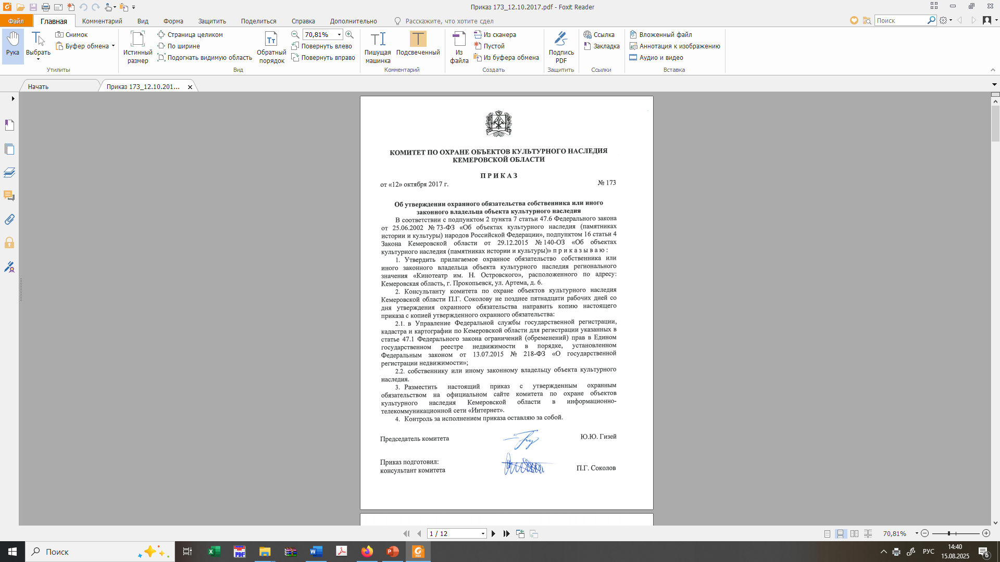 Приказ 173_12.10.2017.pdf - Foxit Reader
Файл Главная Комментарий Вид Форма Защитить Поделиться Справка Дополнительно Расскажите, что хотите сдел Поиск
Рука
Выбрать
Снимок
Буфер обмена
Утилиты
Истинный размер
Страница целиком
По ширине
Подогнать видимую область
Обратный порядок
70,81%
Повернуть влево
Повернуть вправо
Вид
Пишущая машинка
Подсвеченный
Комментарий
Из файла
Из сканера
Пустой
Из буфера обмена
Создать
Подпись PDF
Защитить
Ссылка
Закладка
Ссылки
Вложенный файл
Аннотация к изображению
Аудио и видео
Вставка
Начать
Приказ 173_12.10.201...
КОМИТЕТ ПО ОХРАНЕ ОБЪЕКТОВ КУЛЬТУРНОГО НАСЛЕДИЯ
КЕМЕРОВСКОЙ ОБЛАСТИ
П Р И К А З
от «12» октября 2017 г. № 173
Об утверждении охранного обязательства собственника или иного
законного владельца объекта культурного наследия
В соответствии с подпунктом 2 пункта 7 статьи 47.6 Федерального закона
от 25.06.2002 № 73-ФЗ «Об объектах культурного наследия (памятниках
истории и культуры) народов Российской Федерации», подпунктом 16 статьи 4
Закона Кемеровской области от 29.12.2015 № 140-ОЗ «Об объектах
культурного наследия (памятниках истории и культуры)» п р и к а з ы в а ю :
1. Утвердить прилагаемое охранное обязательство собственника или
иного законного владельца объекта культурного наследия регионального
значения «Кинотеатр им. Н. Островского», расположенного по адресу:
Кемеровская область, г. Прокопьевск, ул. Артема, д. 6.
2. Консультанту комитета по охране объектов культурного наследия
Кемеровской области П.Г. Соколову не позднее пятнадцати рабочих дней со
дня утверждения охранного обязательства направить копию настоящего
приказа с копией утвержденного охранного обязательства:
2.1. в Управление Федеральной службы государственной регистрации,
кадастра и картографии по Кемеровской области для регистрации указанных в
статье 47.1 Федерального закона ограничений (обременений) прав в Едином
государственном реестре недвижимости в порядке, установленном
Федеральным законом от 13.07.2015 № 218-ФЗ «О государственной
регистрации недвижимости»;
2.2. собственнику или иному законному владельцу объекта культурного
наследия.
3. Разместить настоящий приказ с утвержденным охранным
обязательством на официальном сайте комитета по охране объектов
культурного наследия Кемеровской области в информационно-
телекоммуникационной сети «Интернет».
4. Контроль за исполнением приказа оставляю за собой.
Председатель комитета Ю.Ю. Гизей
Приказ подготовил:
консультант комитета П.Г. Соколов
1 / 12
70,81%
Поиск
РУС
14:40
15.08.2025
6